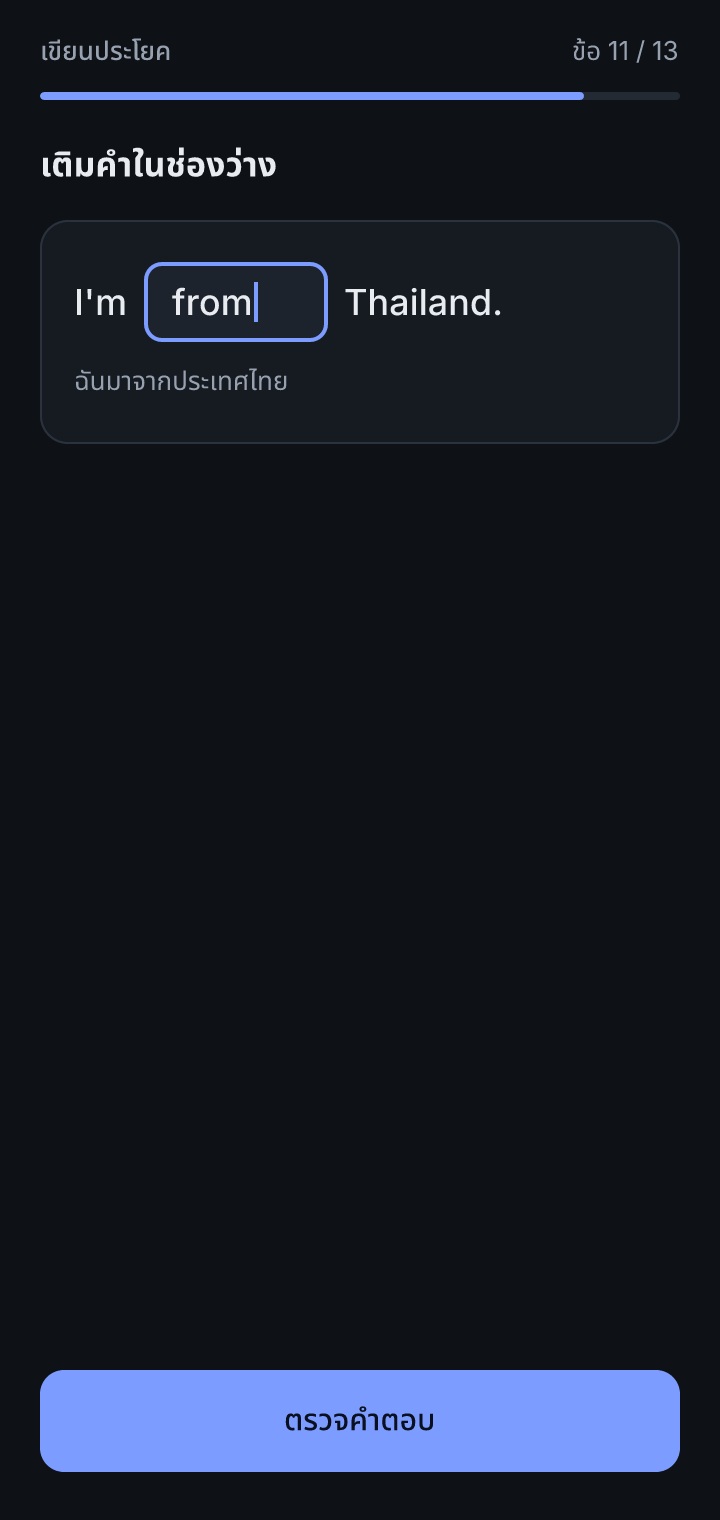 เขียนประโยค ข้อ 11 / 13
เติมคำในช่องว่าง
I'm from Thailand.
ฉันมาจากประเทศไทย
ตรวจคำตอบ